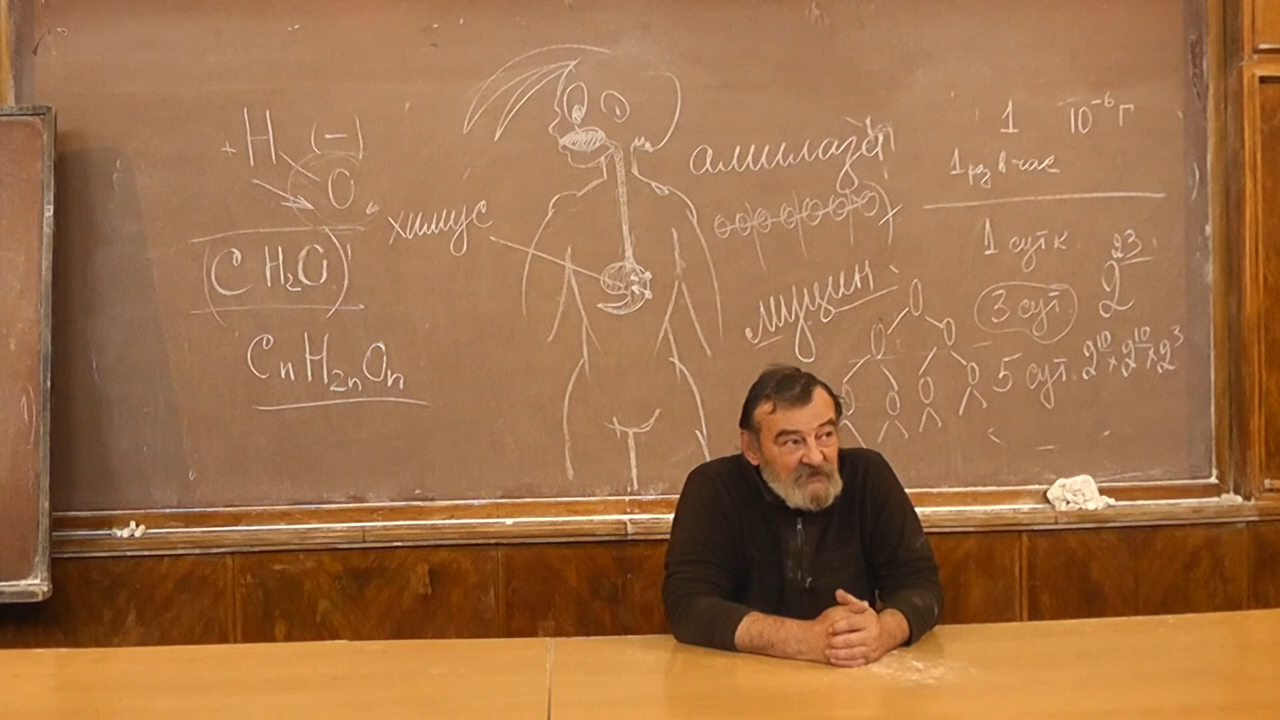 +H (-)
O
(CH₂O)
CₙH₂ₙOₙ
химус
амилаза
муцин
1 10⁻⁶ г
1 раз в час
1 сутк
3 сут. 2²³
5 сут. 2¹⁰×2¹⁰×2³